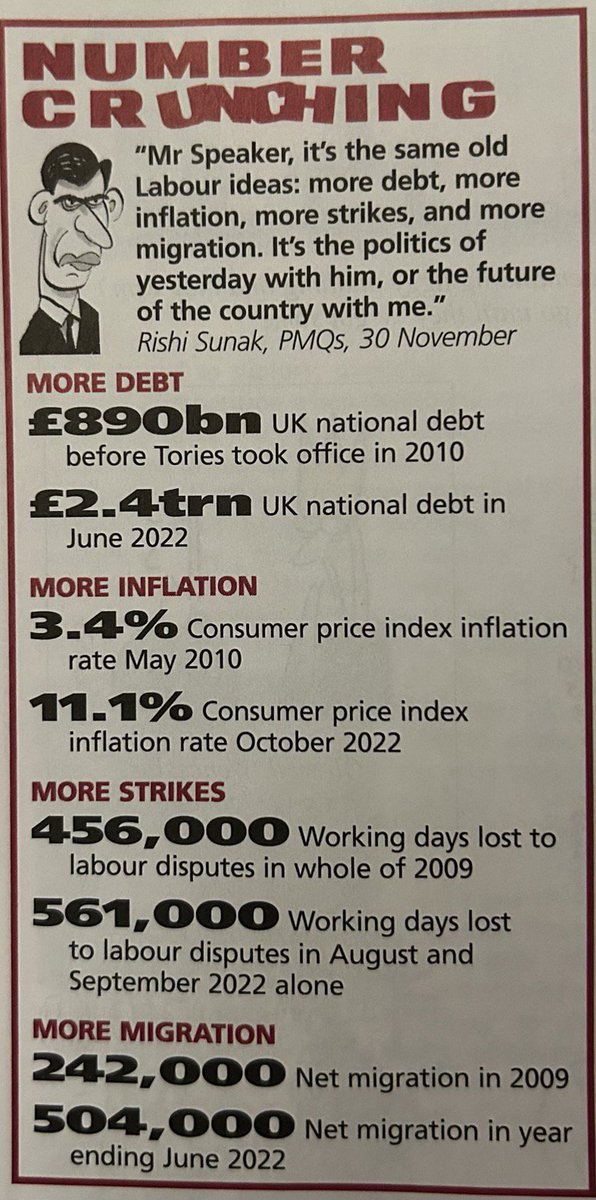 NUMBER
CRUNCHING
“Mr Speaker, it’s the same old
Labour ideas: more debt, more
inflation, more strikes, and more
migration. It’s the politics of
yesterday with him, or the future
of the country with me.”
Rishi Sunak, PMQs, 30 November
MORE DEBT
£890bn UK national debt
before Tories took office in 2010
£2.4trn UK national debt in
June 2022
MORE INFLATION
3.4% Consumer price index inflation
rate May 2010
11.1% Consumer price index
inflation rate October 2022
MORE STRIKES
456,000 Working days lost to
labour disputes in whole of 2009
561,000 Working days lost
to labour disputes in August and
September 2022 alone
MORE MIGRATION
242,000 Net migration in 2009
504,000 Net migration in year
ending June 2022